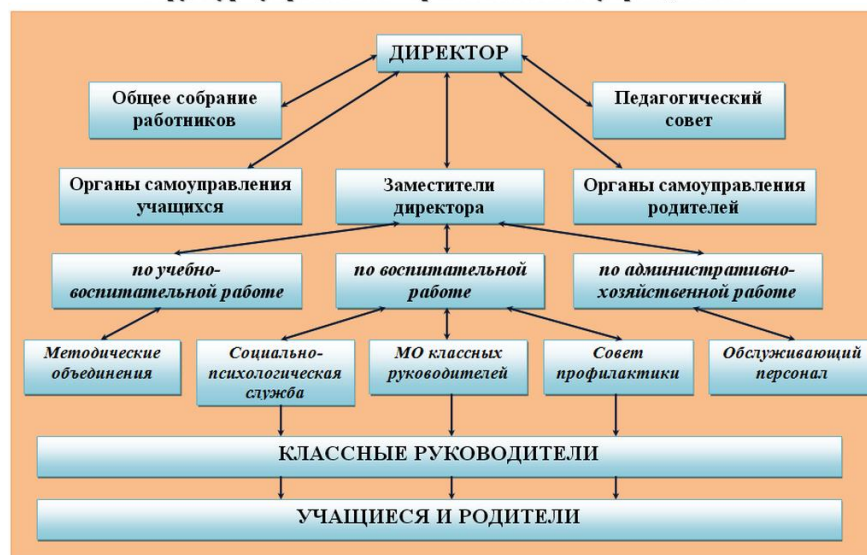 ДИРЕКТОР
Общее собрание
работников
Педагогический
совет
Органы самоуправления
учащихся
Заместители
директора
Органы самоуправления
родителей
по учебно-
воспитательной работе
по воспитательной
работе
по административно-
хозяйственной работе
Методические
объединения
Социально-
психологическая
служба
МО классных
руководителей
Совет
профилактики
Обслуживающий
персонал
КЛАССНЫЕ РУКОВОДИТЕЛИ
УЧАЩИЕСЯ И РОДИТЕЛИ